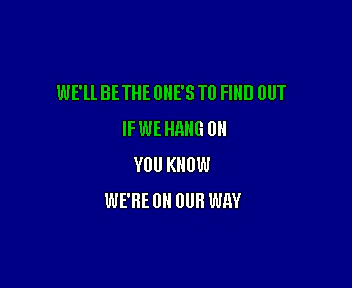 WE'LL BE THE ONE'S TO FIND OUT
IF WE HANG ON
YOU KNOW
WE'RE ON OUR WAY